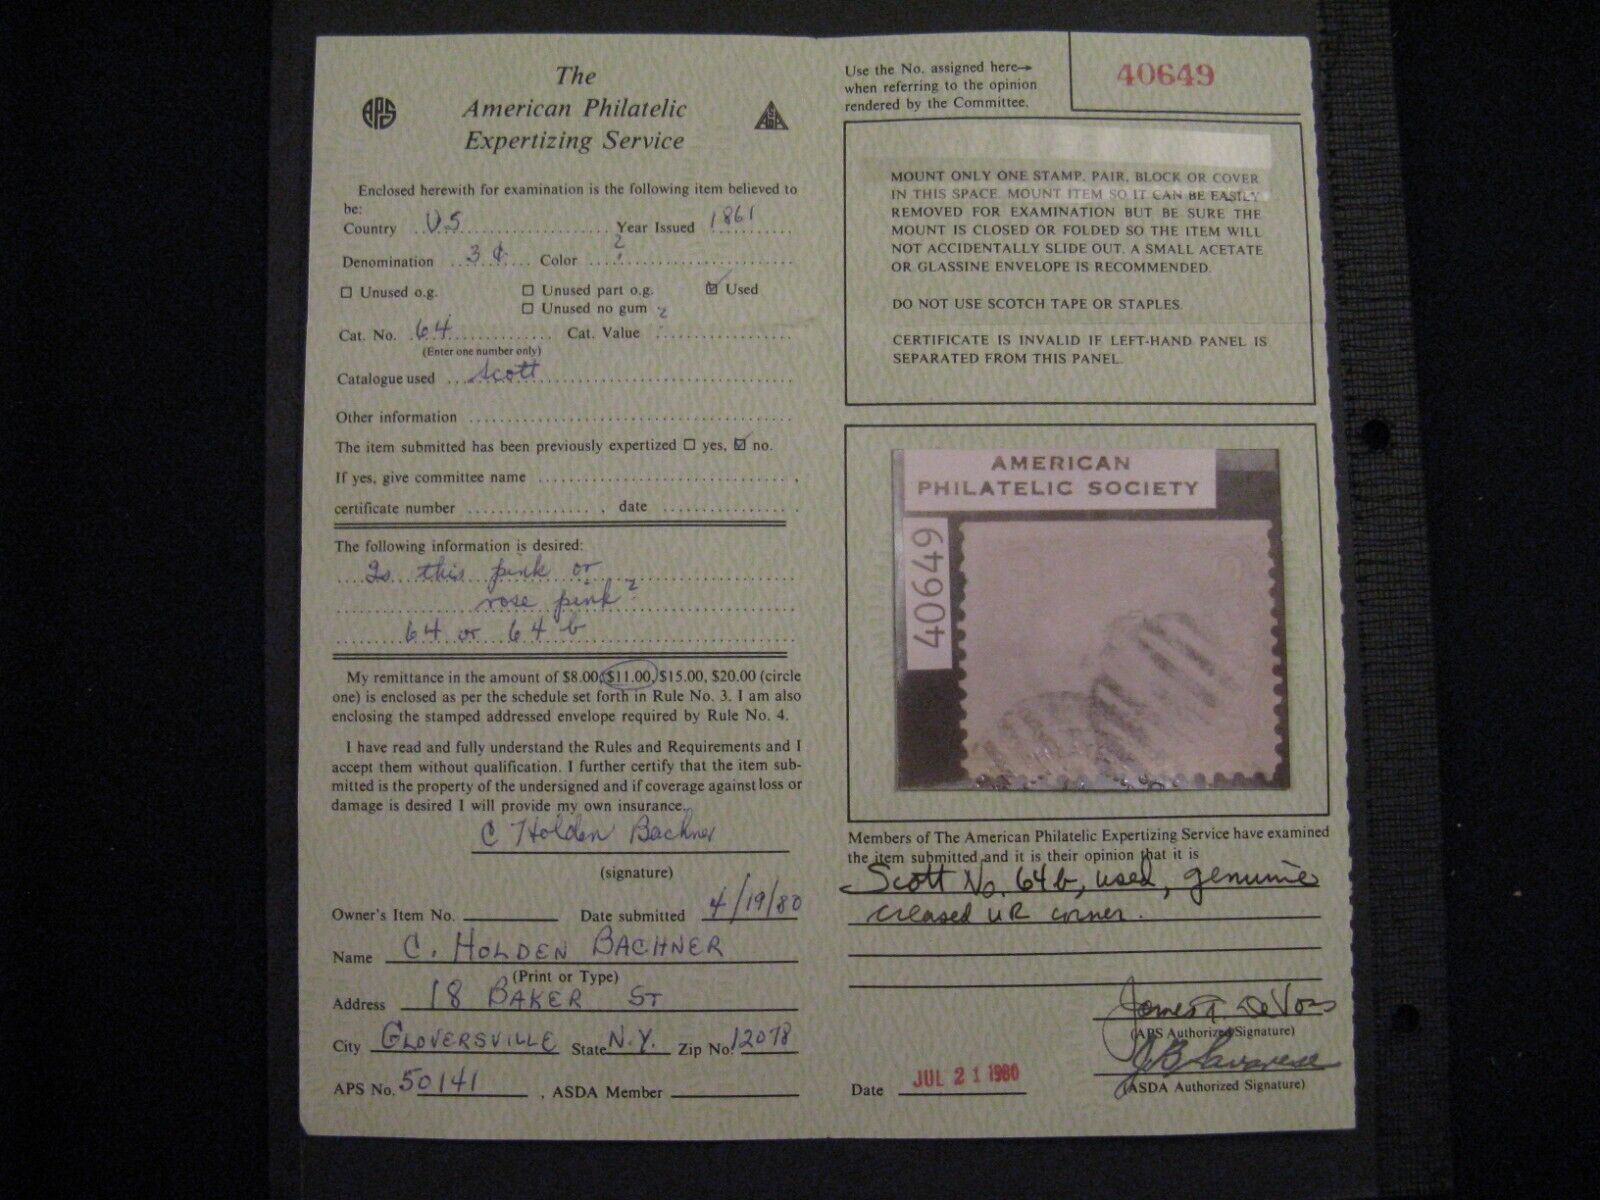 The
American Philatelic
Expertizing Service
APS
Enclosed herewith for examination is the following item believed to
be:
Country US Year Issued 1861
Denomination 3¢ Color ?
Unused o.g. Unused part o.g. Used
Unused no gum
Cat. No. 64 Cat. Value ?
(Enter one number only)
Catalogue used Scott
Other information
The item submitted has been previously expertized yes, no.
If yes, give committee name ,
certificate number , date .
The following information is desired:
Is this pink or
rose pink?
64 or 64 b
My remittance in the amount of $8.00, $11.00, $15.00, $20.00 (circle
one) is enclosed as per the schedule set forth in Rule No. 3. I am also
enclosing the stamped addressed envelope required by Rule No. 4.
I have read and fully understand the Rules and Requirements and I
accept them without qualification. I further certify that the item sub-
mitted is the property of the undersigned and if coverage against loss or
damage is desired I will provide my own insurance.
C Holden Bachner
(signature)
Owner's Item No. Date submitted 4/19/80
Name C. HOLDEN BACHNER
(Print or Type)
Address 18 BAKER ST
City GLOVERSVILLE State N.Y. Zip No. 12078
APS No. 50141 , ASDA Member
Use the No. assigned here→
when referring to the opinion
rendered by the Committee.
40649
MOUNT ONLY ONE STAMP, PAIR, BLOCK OR COVER
IN THIS SPACE. MOUNT ITEM SO IT CAN BE EASILY
REMOVED FOR EXAMINATION BUT BE SURE THE
MOUNT IS CLOSED OR FOLDED SO THE ITEM WILL
NOT ACCIDENTALLY SLIDE OUT. A SMALL ACETATE
OR GLASSINE ENVELOPE IS RECOMMENDED.
DO NOT USE SCOTCH TAPE OR STAPLES.
CERTIFICATE IS INVALID IF LEFT-HAND PANEL IS
SEPARATED FROM THIS PANEL.
AMERICAN
PHILATELIC SOCIETY
40649
Members of The American Philatelic Expertizing Service have examined
the item submitted and it is their opinion that it is
Scott No. 64b, used, genuine
creased UR corner.
James T. DeVoss
(APS Authorized Signature)
(ASDA Authorized Signature)
Date JUL 21 1980